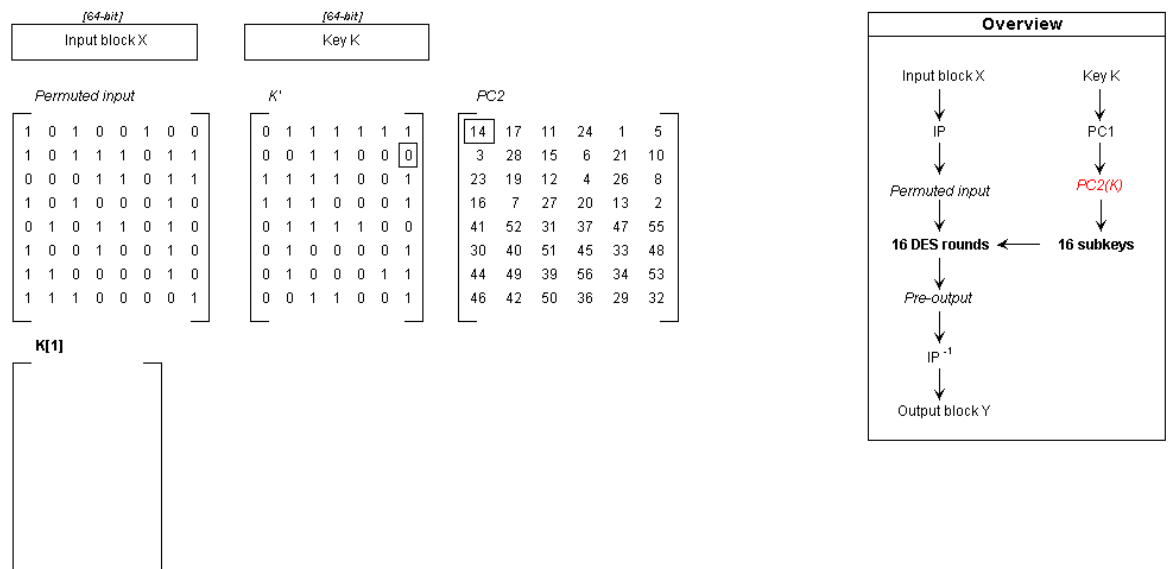 [64-bit] [64-bit]
Input block X Key K
Permuted input K' PC2
1 0 1 0 0 1 0 0 0 1 1 1 1 1 1 14 17 11 24 1 5
1 0 1 1 1 0 1 1 0 0 1 1 0 0 0 3 28 15 6 21 10
0 0 0 1 1 0 1 1 1 1 1 1 0 0 1 23 19 12 4 26 8
1 0 1 0 0 0 1 0 1 1 1 0 0 0 1 16 7 27 20 13 2
0 1 0 1 1 0 1 0 0 1 1 1 1 0 0 41 52 31 37 47 55
1 0 0 1 0 0 1 0 0 1 0 0 0 0 1 30 40 51 45 33 48
1 1 0 0 0 0 1 0 0 1 0 0 0 1 1 44 49 39 56 34 53
1 1 1 0 0 0 0 1 0 0 1 1 0 0 1 46 42 50 36 29 32
K[1]
Overview
Input block X Key K
IP PC1
Permuted input PC2(K)
16 DES rounds 16 subkeys
Pre-output
IP -1
Output block Y